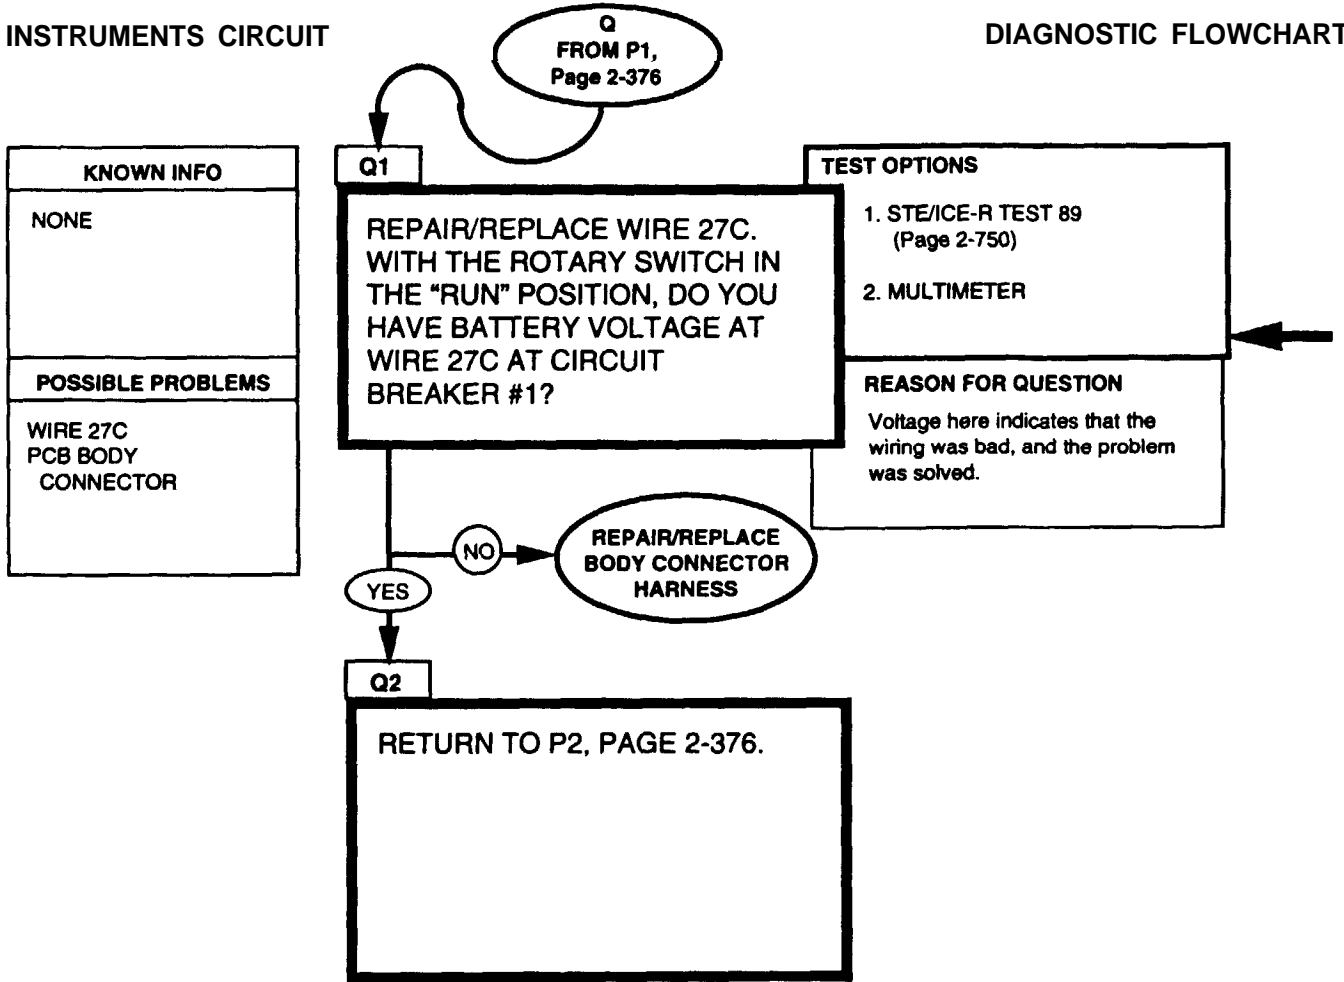 INSTRUMENTS CIRCUIT
DIAGNOSTIC FLOWCHART
Q
FROM P1,
Page 2-376
KNOWN INFO
NONE
POSSIBLE PROBLEMS
WIRE 27C
PCB BODY
CONNECTOR
Q1
REPAIR/REPLACE WIRE 27C.
WITH THE ROTARY SWITCH IN
THE "RUN" POSITION, DO YOU
HAVE BATTERY VOLTAGE AT
WIRE 27C AT CIRCUIT
BREAKER #1?
TEST OPTIONS
1. STE/ICE-R TEST 89
(Page 2-750)
2. MULTIMETER
REASON FOR QUESTION
Voltage here indicates that the
wiring was bad, and the problem
was solved.
NO
REPAIR/REPLACE
BODY CONNECTOR
HARNESS
YES
Q2
RETURN TO P2, PAGE 2-376.